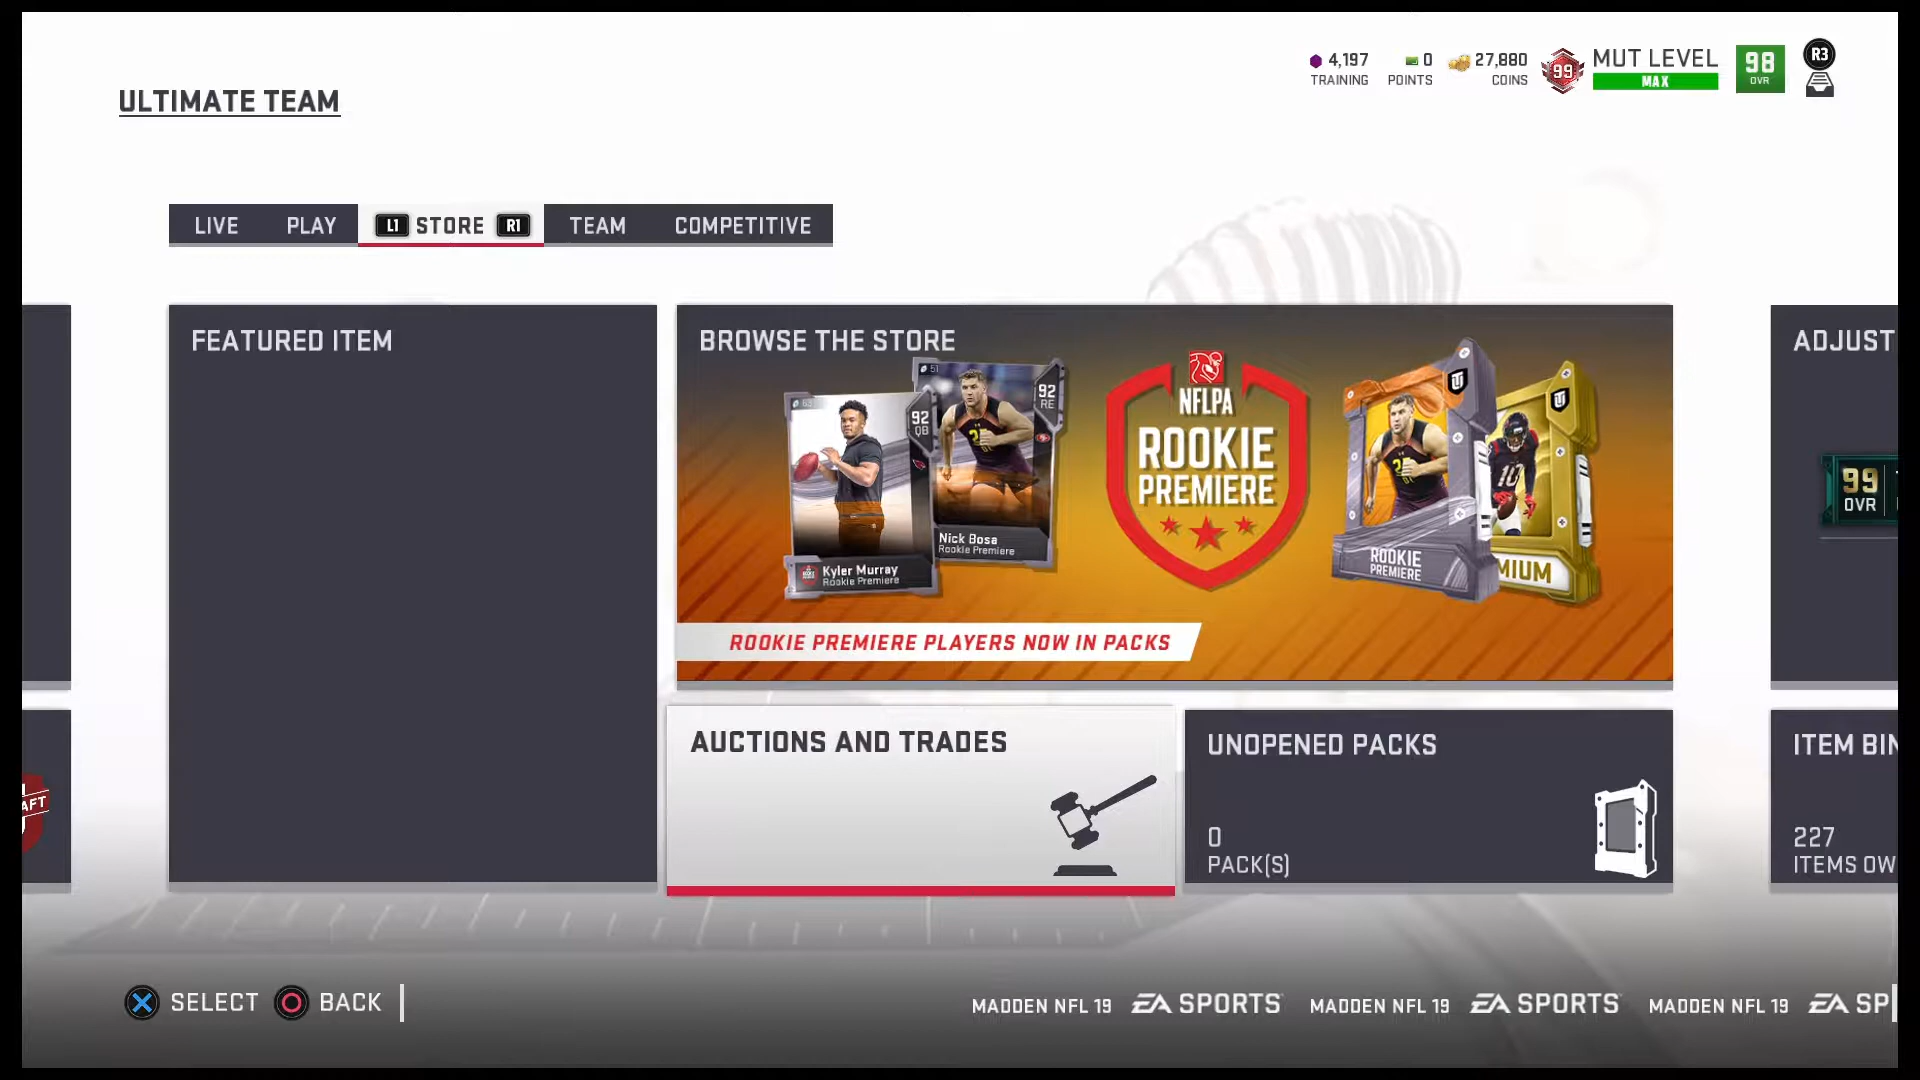 ULTIMATE TEAM
4,197
TRAINING
0
POINTS
27,880
COINS
99
MUT LEVEL
MAX
98
OVR
R3
LIVE
PLAY
L1 STORE R1
TEAM
COMPETITIVE
FEATURED ITEM
BROWSE THE STORE
51
92
RE
92
QB
Nick Bosa
Rookie Premiere
Kyler Murray
Rookie Premiere
NFLPA
ROOKIE
PREMIERE
10
ROOKIE
PREMIERE
MIUM
ROOKIE PREMIERE PLAYERS NOW IN PACKS
ADJUST
99
OVR
AFT
AUCTIONS AND TRADES
UNOPENED PACKS
0
PACK(S)
ITEM BIN
227
ITEMS OW
SELECT
BACK
MADDEN NFL 19 EA SPORTS MADDEN NFL 19 EA SPORTS MADDEN NFL 19 EA SP